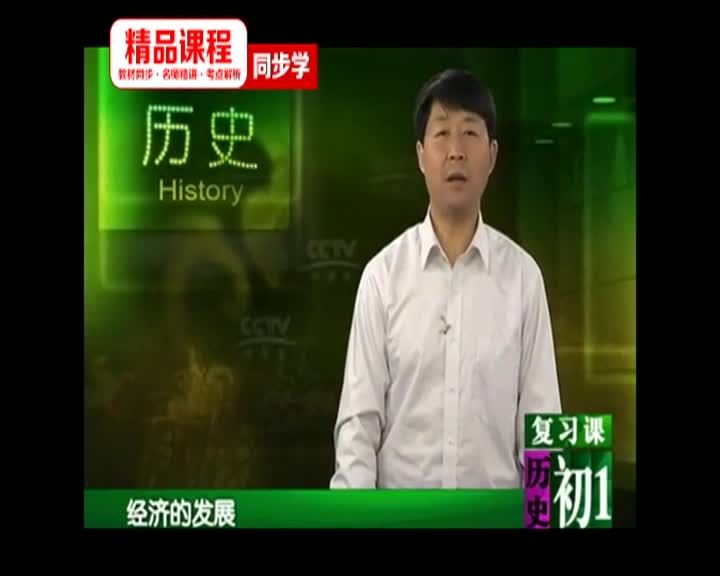 精品课程
教材同步·名师精讲·考点解析
同步学
历史
History
CCTV
CCTV
复习课
历史
初1
经济的发展